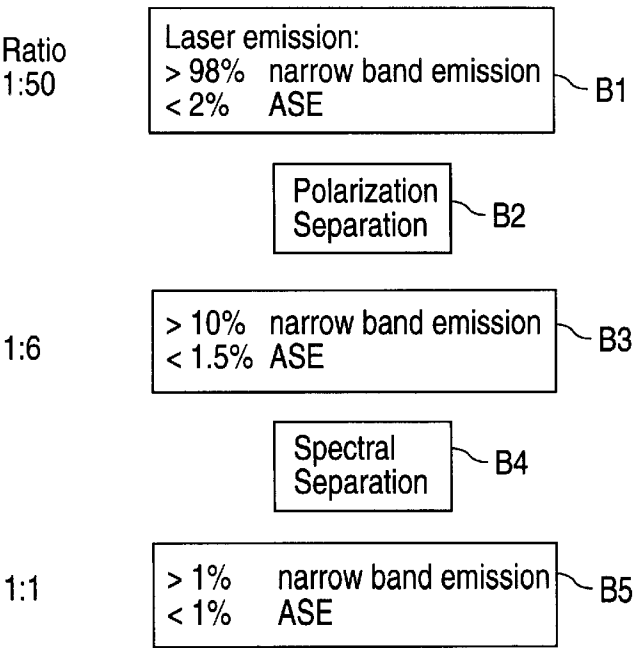 Ratio
1:50
Laser emission:
> 98% narrow band emission
< 2% ASE
B1
Polarization
Separation
B2
1:6
> 10% narrow band emission
< 1.5% ASE
B3
Spectral
Separation
B4
1:1
> 1% narrow band emission
< 1% ASE
B5